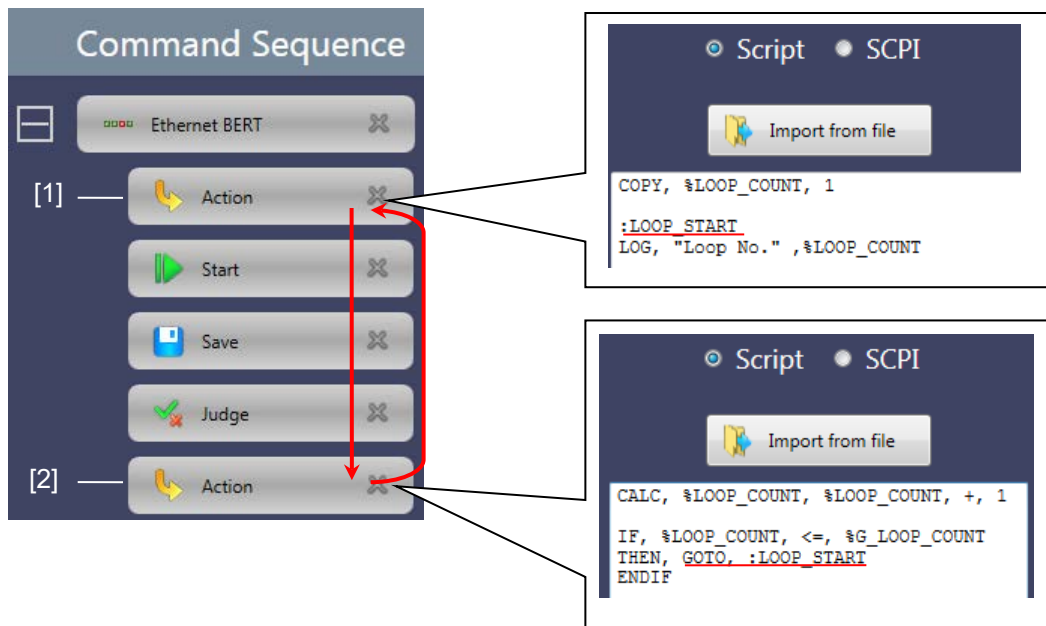 Command Sequence
Ethernet BERT
[1]
Action
Start
Save
Judge
[2]
Action
Script SCPI
Import from file
COPY, %LOOP_COUNT, 1
:LOOP_START
LOG, "Loop No." ,%LOOP_COUNT
Script SCPI
Import from file
CALC, %LOOP_COUNT, %LOOP_COUNT, +, 1
IF, %LOOP_COUNT, <=, %G_LOOP_COUNT
THEN, GOTO, :LOOP_START
ENDIF